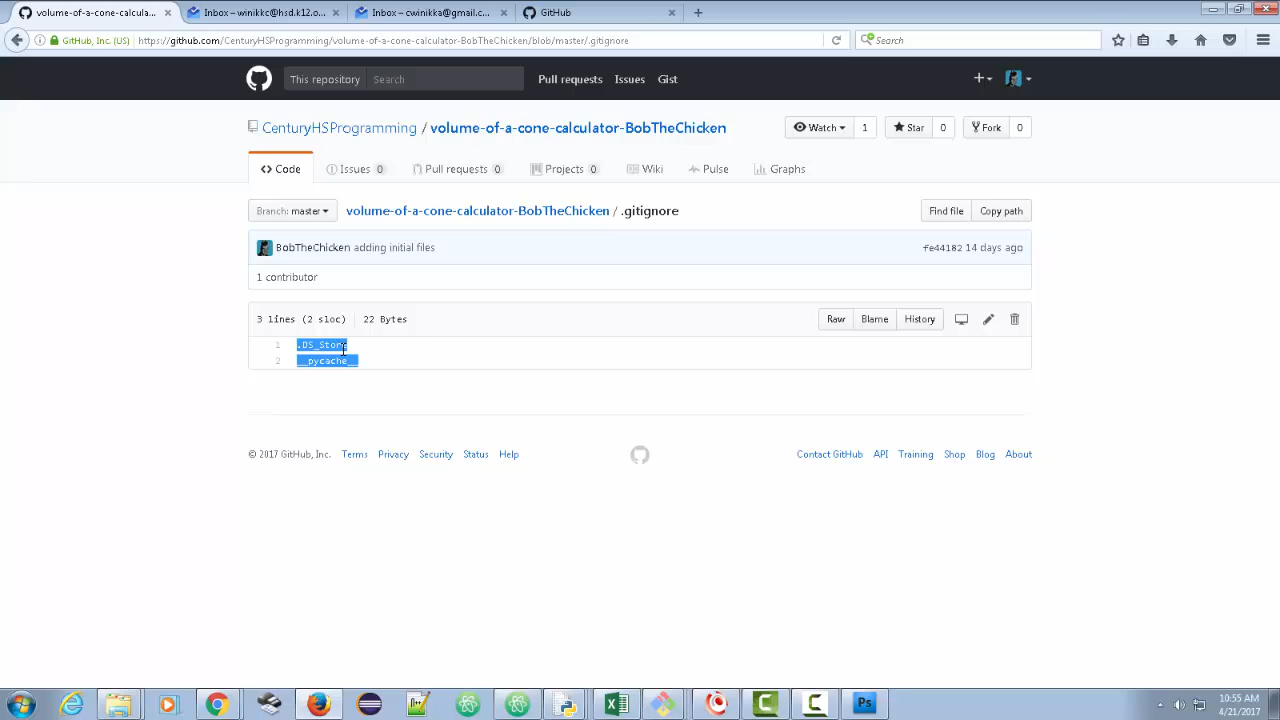 volume-of-a-cone-calcula...
Inbox – winikkc@hsd.k12.o...
Inbox – cwinikka@gmail.c...
GitHub
GitHub, Inc. (US)
https://github.com/CenturyHSProgramming/volume-of-a-cone-calculator-BobTheChicken/blob/master/.gitignore
Search
This repository
Search
Pull requests
Issues
Gist
CenturyHSProgramming / volume-of-a-cone-calculator-BobTheChicken
Watch 1
Star 0
Fork 0
Code
Issues 0
Pull requests 0
Projects 0
Wiki
Pulse
Graphs
Branch: master
volume-of-a-cone-calculator-BobTheChicken / .gitignore
Find file
Copy path
BobTheChicken adding initial files
fe44182 14 days ago
1 contributor
3 lines (2 sloc) 22 Bytes
Raw
Blame
History
1 .DS_Store
2 __pycache__
© 2017 GitHub, Inc.
Terms
Privacy
Security
Status
Help
Contact GitHub
API
Training
Shop
Blog
About
Ps
10:55 AM
4/21/2017